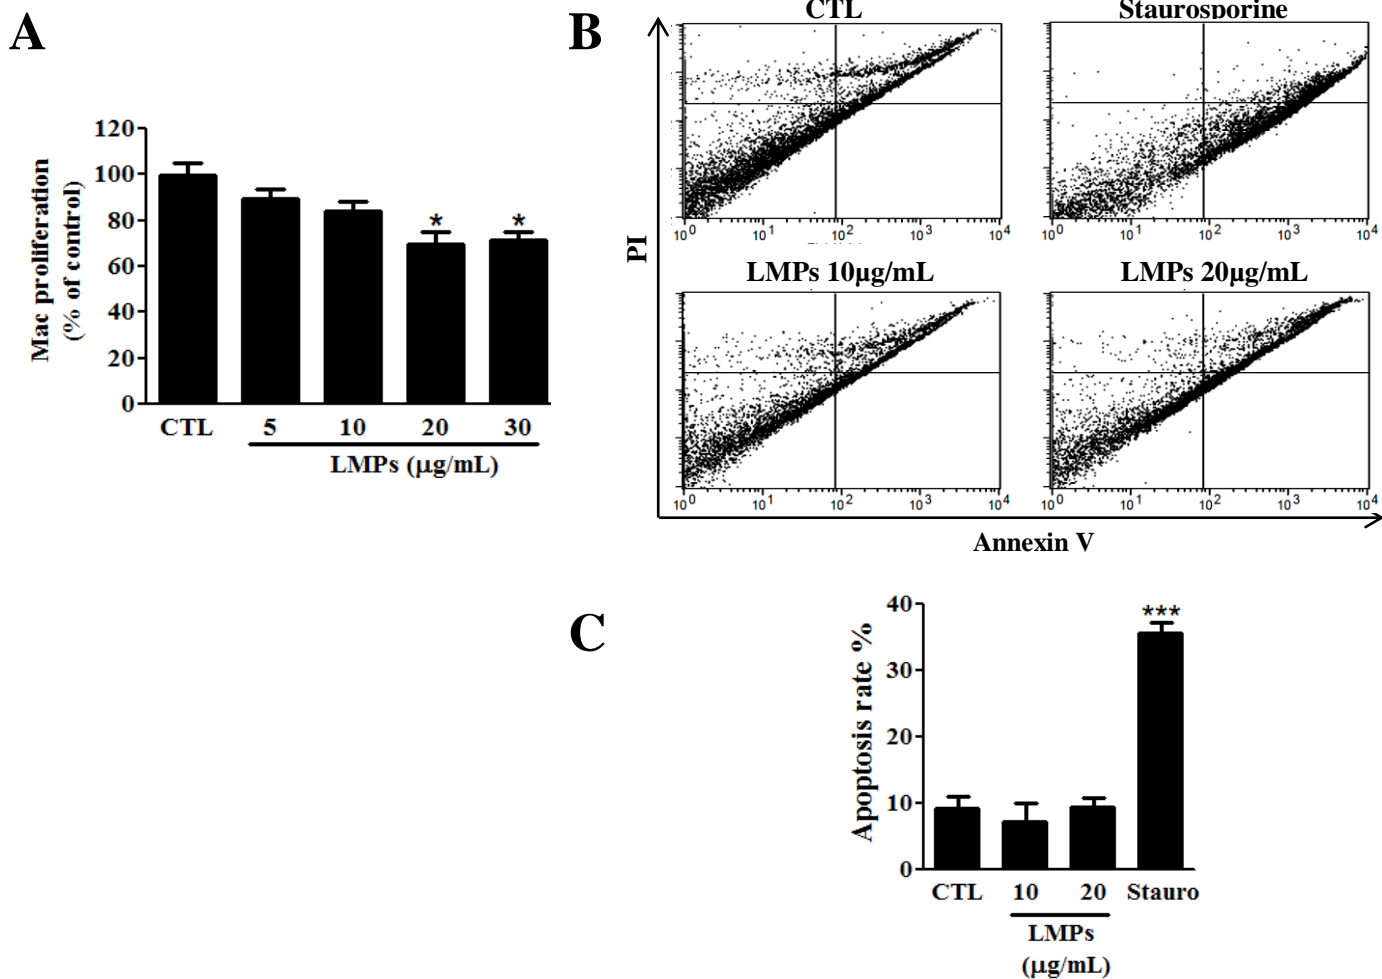 A
Mac proliferation
(% of control)
120
100
80
60
40
20
0
* *
CTL 5 10 20 30
LMPs (µg/mL)
B
CTL Staurosporine
PI
10⁰ 10¹ 10² 10³ 10⁴ 10⁰ 10¹ 10² 10³ 10⁴
LMPs 10µg/mL LMPs 20µg/mL
10⁰ 10¹ 10² 10³ 10⁴ 10⁰ 10¹ 10² 10³ 10⁴
Annexin V
C
Apoptosis rate %
40
30
20
10
0
***
CTL 10 20 Stauro
LMPs
(µg/mL)